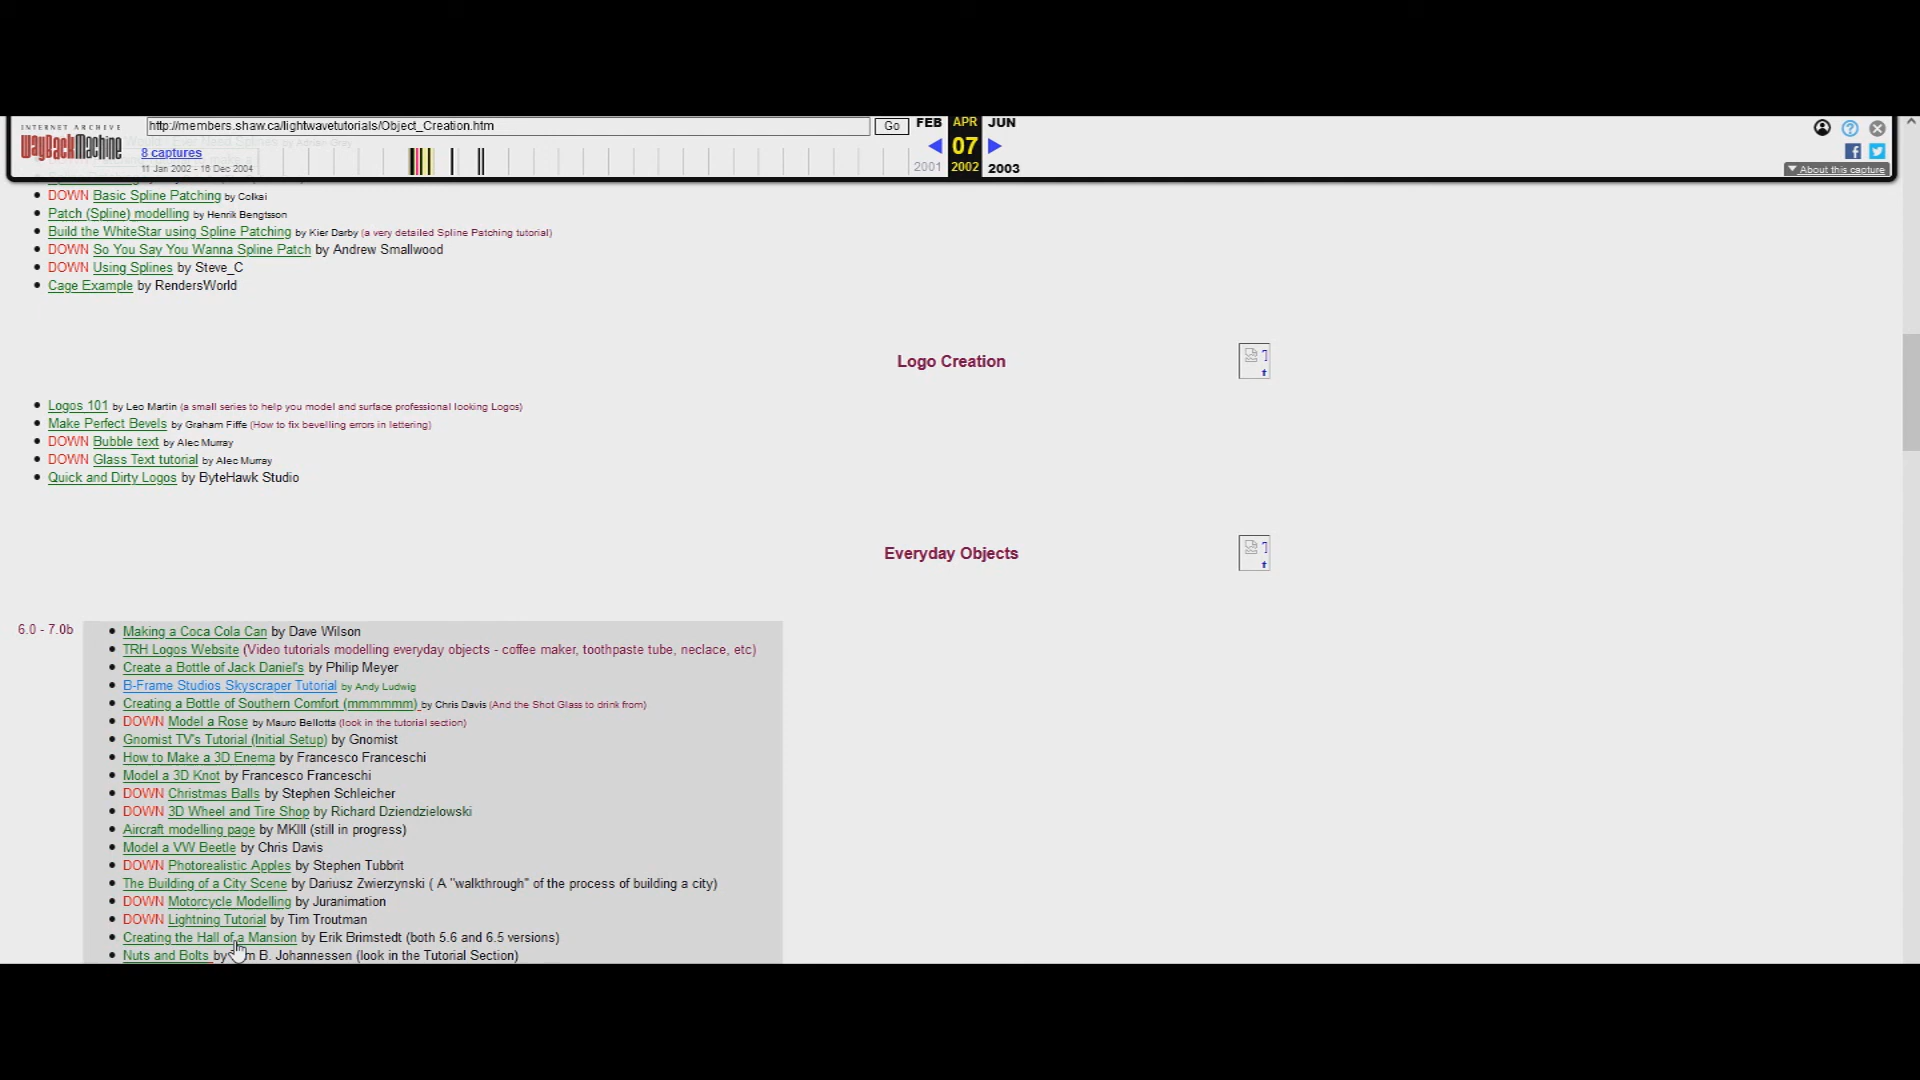 INTERNET ARCHIVE
WayBackMachine
http://members.shaw.ca/lightwavetutorials/Object_Creation.htm
Go
FEB APR JUN
8 captures
07
11 Jan 2002 - 16 Dec 2004
2001 2002 2003
About this capture
by Adrian Grey
DOWN Basic Spline Patching by Colkai
Patch (Spline) modelling by Henrik Bengtsson
Build the WhiteStar using Spline Patching by Kier Darby (a very detailed Spline Patching tutorial)
DOWN So You Say You Wanna Spline Patch by Andrew Smallwood
DOWN Using Splines by Steve_C
Cage Example by RendersWorld
Logo Creation
Logos 101 by Leo Martin (a small series to help you model and surface professional looking Logos)
Make Perfect Bevels by Graham Fiffe (How to fix bevelling errors in lettering)
DOWN Bubble text by Alec Murray
DOWN Glass Text tutorial by Alec Murray
Quick and Dirty Logos by ByteHawk Studio
Everyday Objects
6.0 - 7.0b
Making a Coca Cola Can by Dave Wilson
TRH Logos Website (Video tutorials modelling everyday objects - coffee maker, toothpaste tube, neclace, etc)
Create a Bottle of Jack Daniel's by Philip Meyer
B-Frame Studios Skyscraper Tutorial by Andy Ludwig
Creating a Bottle of Southern Comfort (mmmmmm) by Chris Davis (And the Shot Glass to drink from)
DOWN Model a Rose by Mauro Bellotta (look in the tutorial section)
Gnomist TV's Tutorial (Initial Setup) by Gnomist
How to Make a 3D Enema by Francesco Franceschi
Model a 3D Knot by Francesco Franceschi
DOWN Christmas Balls by Stephen Schleicher
DOWN 3D Wheel and Tire Shop by Richard Dziendzielowski
Aircraft modelling page by MKIII (still in progress)
Model a VW Beetle by Chris Davis
DOWN Photorealistic Apples by Stephen Tubbrit
The Building of a City Scene by Dariusz Zwierzynski ( A "walkthrough" of the process of building a city)
DOWN Motorcycle Modelling by Juranimation
DOWN Lightning Tutorial by Tim Troutman
Creating the Hall of a Mansion by Erik Brimstedt (both 5.6 and 6.5 versions)
Nuts and Bolts by B. Johannessen (look in the Tutorial Section)